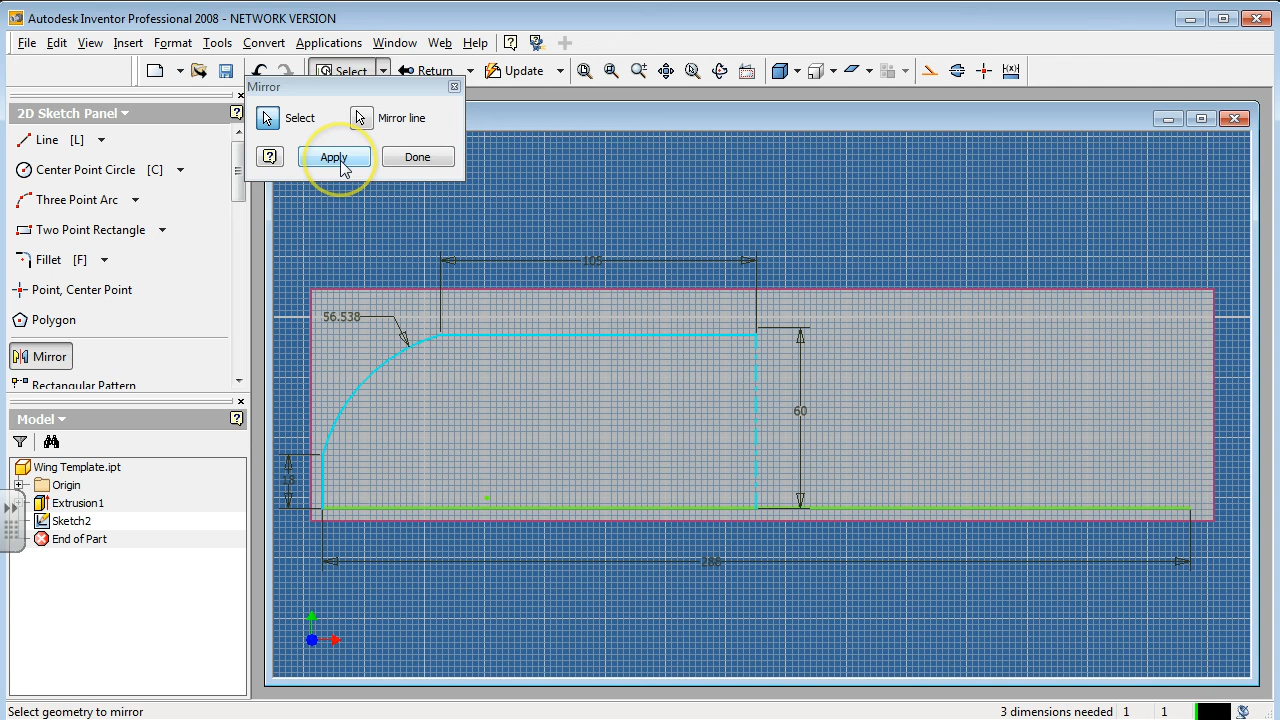 Autodesk Inventor Professional 2008 - NETWORK VERSION
File Edit View Insert Format Tools Convert Applications Window Web Help
Select Return Update
Mirror
Select Mirror line
Apply Done
2D Sketch Panel
Line [L]
Center Point Circle [C]
Three Point Arc
Two Point Rectangle
Fillet [F]
Point, Center Point
Polygon
Mirror
Rectangular Pattern
Model
Wing Template.ipt
Origin
Extrusion1
Sketch2
End of Part
105
56.538
60
18
288
Select geometry to mirror
3 dimensions needed 1 1